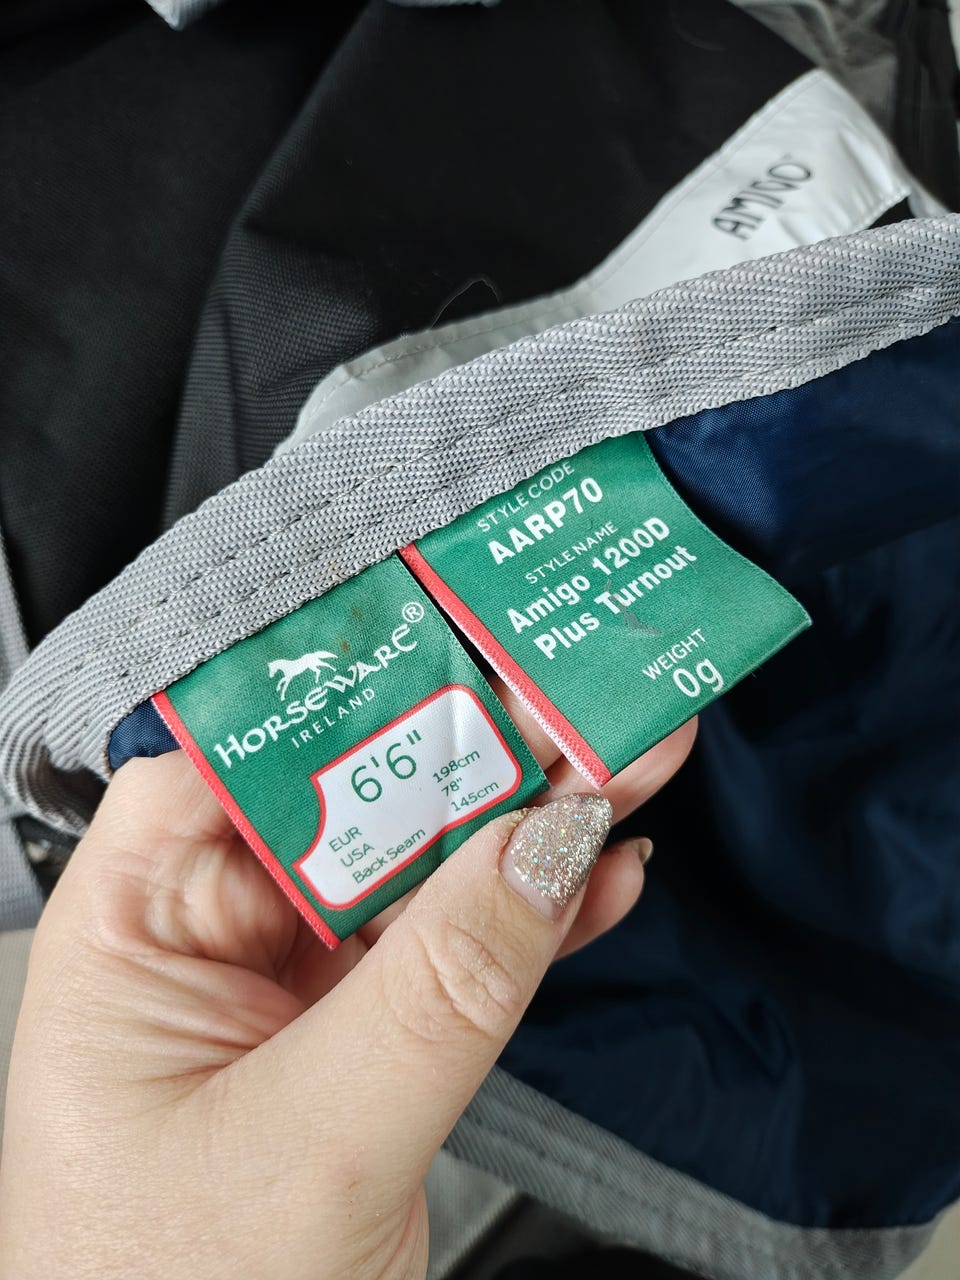 AMIGO
HORSEWARE®
IRELAND
6'6"
EUR 198cm
USA 78"
Back Seam 145cm
STYLE CODE
AARP70
STYLE NAME
Amigo 1200D
Plus Turnout
WEIGHT
0g